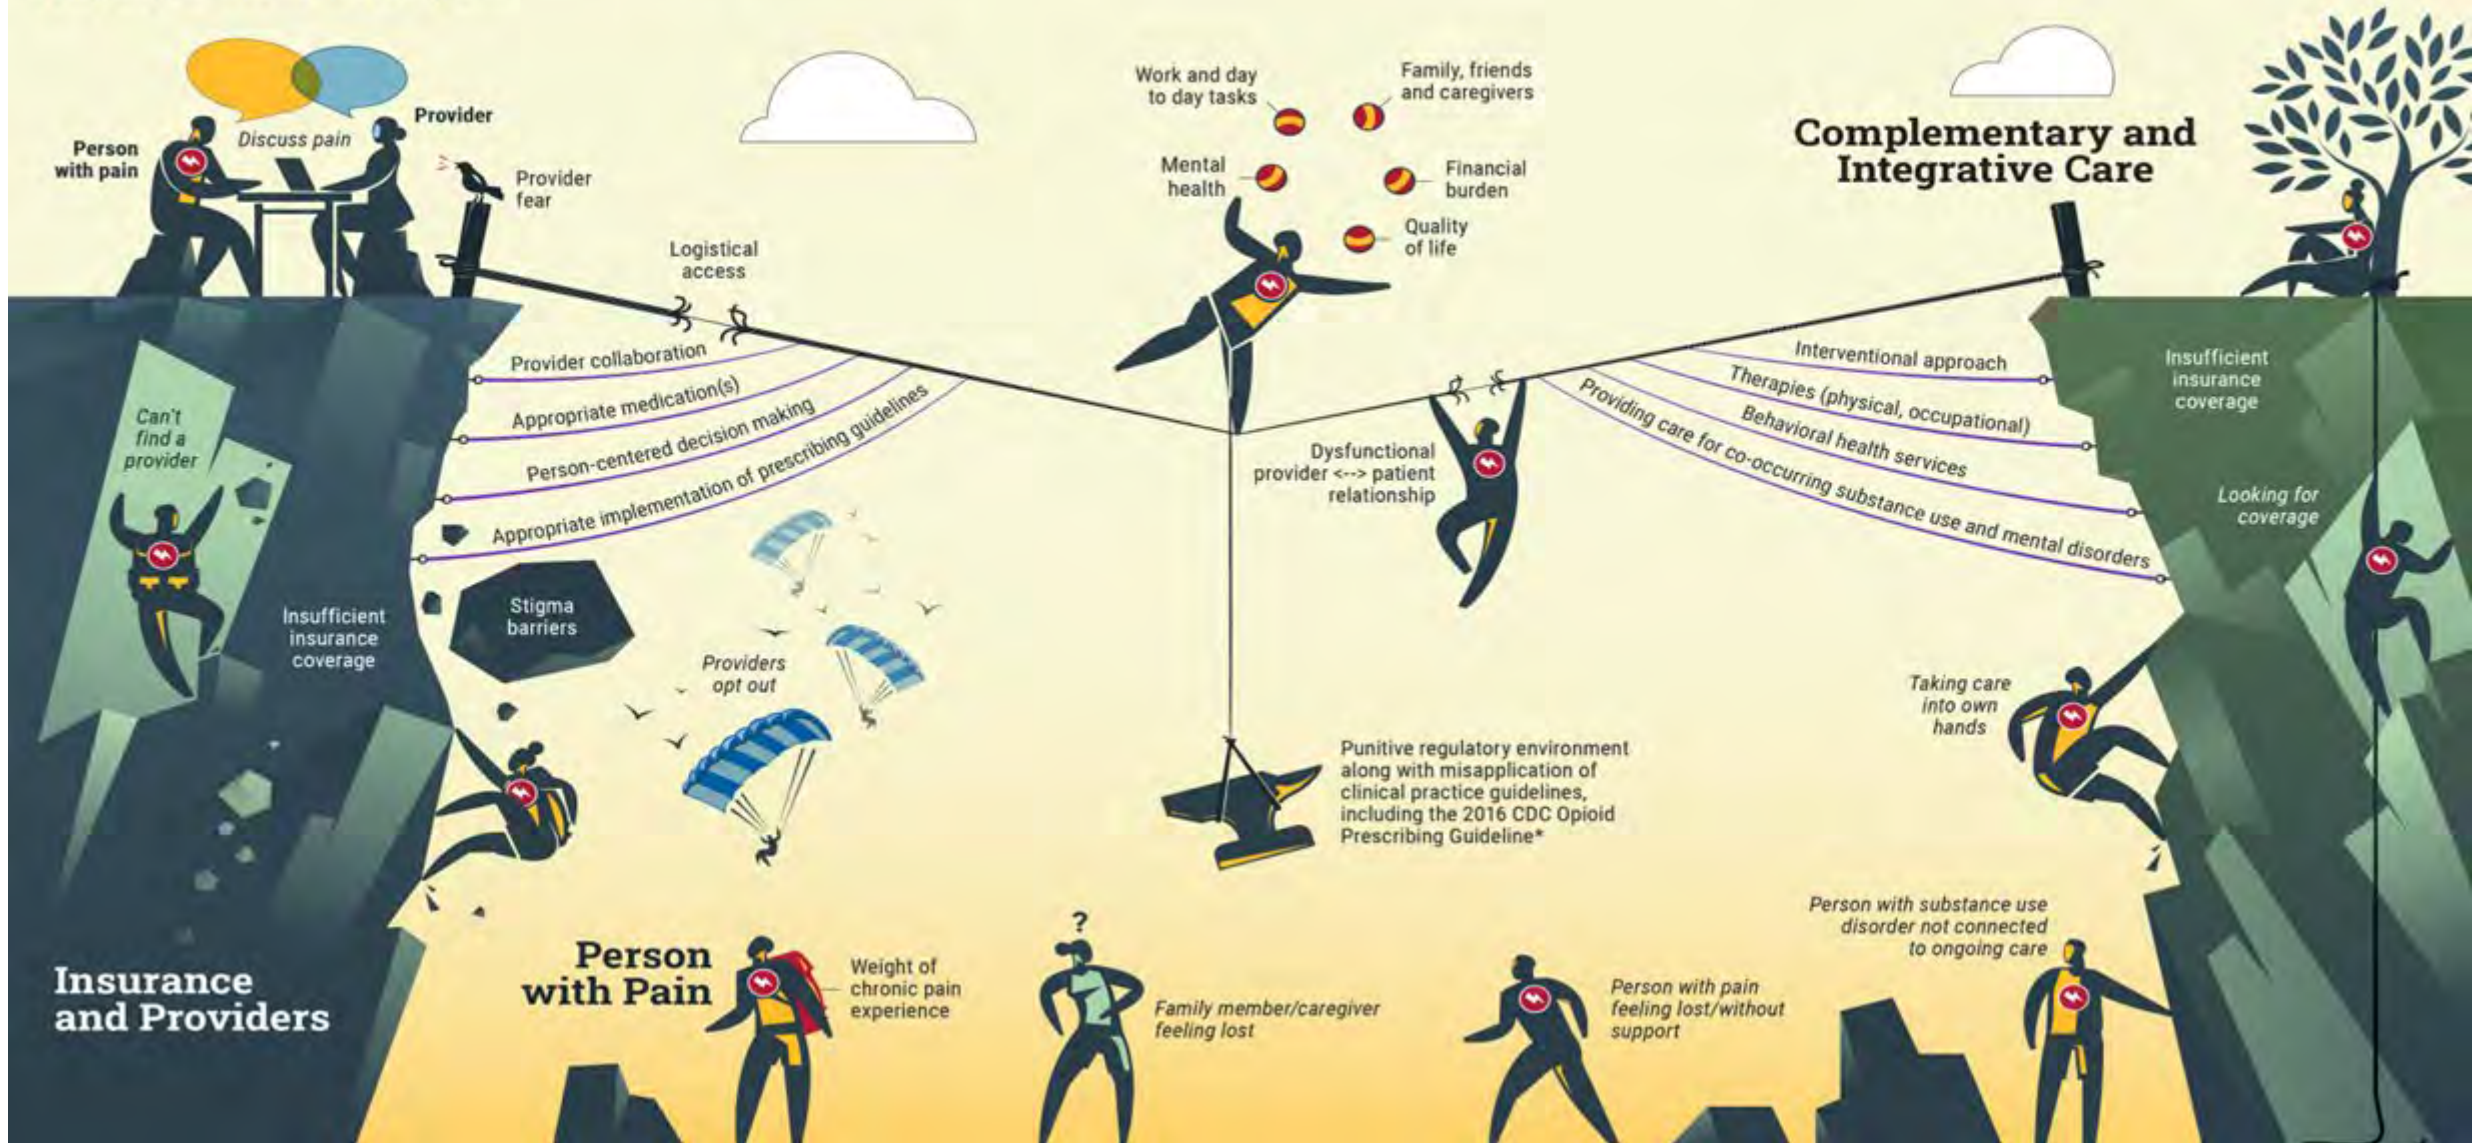 Person
with pain
Discuss pain
Provider
Provider
fear
Logistical
access
Provider collaboration
Appropriate medication(s)
Person-centered decision making
Appropriate implementation of prescribing guidelines
Can't
find a
provider
Insufficient
insurance
coverage
Stigma
barriers
Providers
opt out
Insurance
and Providers
Work and day
to day tasks
Family, friends
and caregivers
Mental
health
Financial
burden
Quality
of life
Dysfunctional
provider <--> patient
relationship
Punitive regulatory environment
along with misapplication of
clinical practice guidelines,
including the 2016 CDC Opioid
Prescribing Guideline*
Person
with Pain
Weight of
chronic pain
experience
?
Family member/caregiver
feeling lost
Person with pain
feeling lost/without
support
Complementary and
Integrative Care
Interventional approach
Therapies (physical, occupational)
Behavioral health services
Providing care for co-occurring substance use and mental disorders
Insufficient
insurance
coverage
Looking for
coverage
Taking care
into own
hands
Person with substance use
disorder not connected
to ongoing care